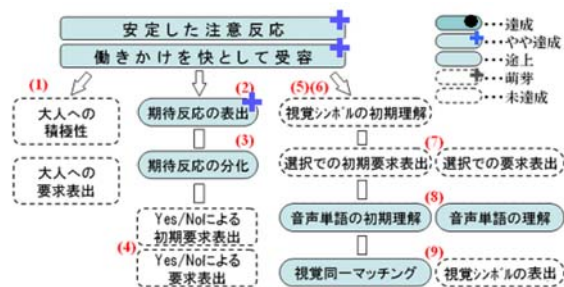 安定した注意反応
働きかけを快として受容
・・・達成
・・・やや達成
・・・途上
・・・萌芽
・・・未達成
(1)
大人への
積極性
大人への
要求表出
(2)
期待反応の表出
(3)
期待反応の分化
Yes/Noによる
初期要求表出
(4)
Yes/Noによる
要求表出
(5)(6)
視覚シンボルの初期理解
(7)
選択での初期要求表出
選択での要求表出
(8)
音声単語の初期理解
音声単語の理解
(9)
視覚同一マッチング
視覚シンボルの表出